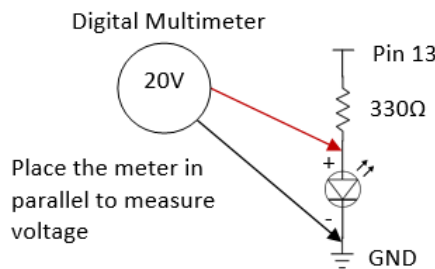 Digital Multimeter
20V
Pin 13
330Ω
Place the meter in
parallel to measure
voltage
+
-
GND